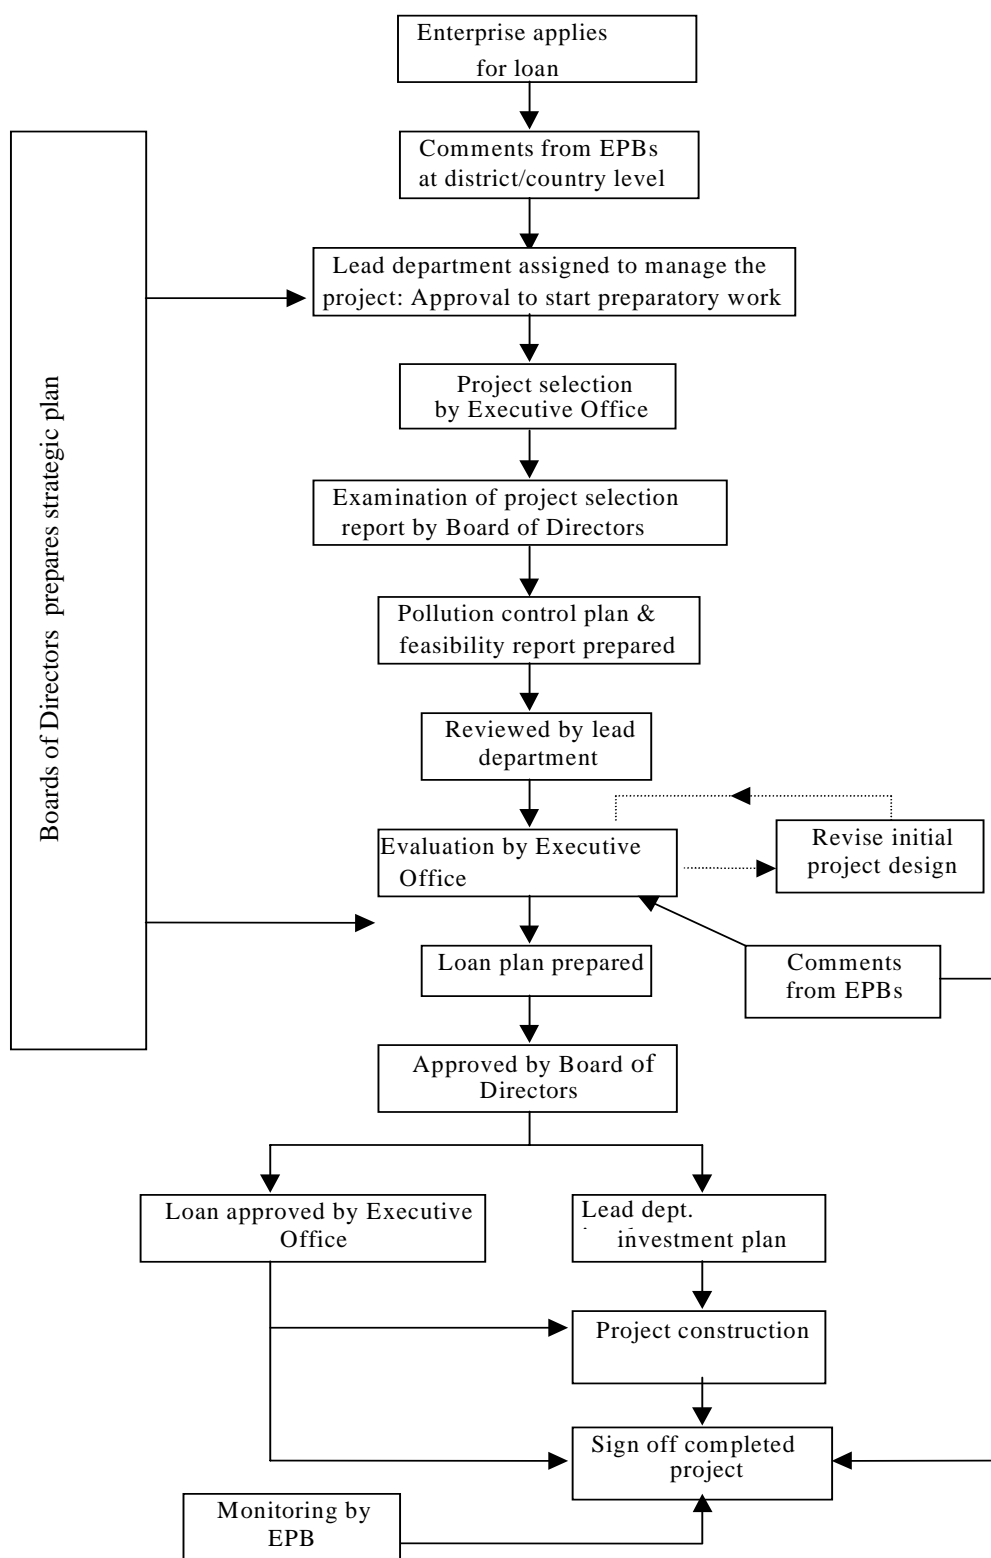 Enterprise applies
for loan
Comments from EPBs
at district/country level
Lead department assigned to manage the
project: Approval to start preparatory work
Boards of Directors prepares strategic plan
Project selection
by Executive Office
Examination of project selection
report by Board of Directors
Pollution control plan &
feasibility report prepared
Reviewed by lead
department
Evaluation by Executive
Office
Revise initial
project design
Loan plan prepared
Comments
from EPBs
Approved by Board of
Directors
Loan approved by Executive
Office
Lead dept.
investment plan
Project construction
Sign off completed
project
Monitoring by
EPB